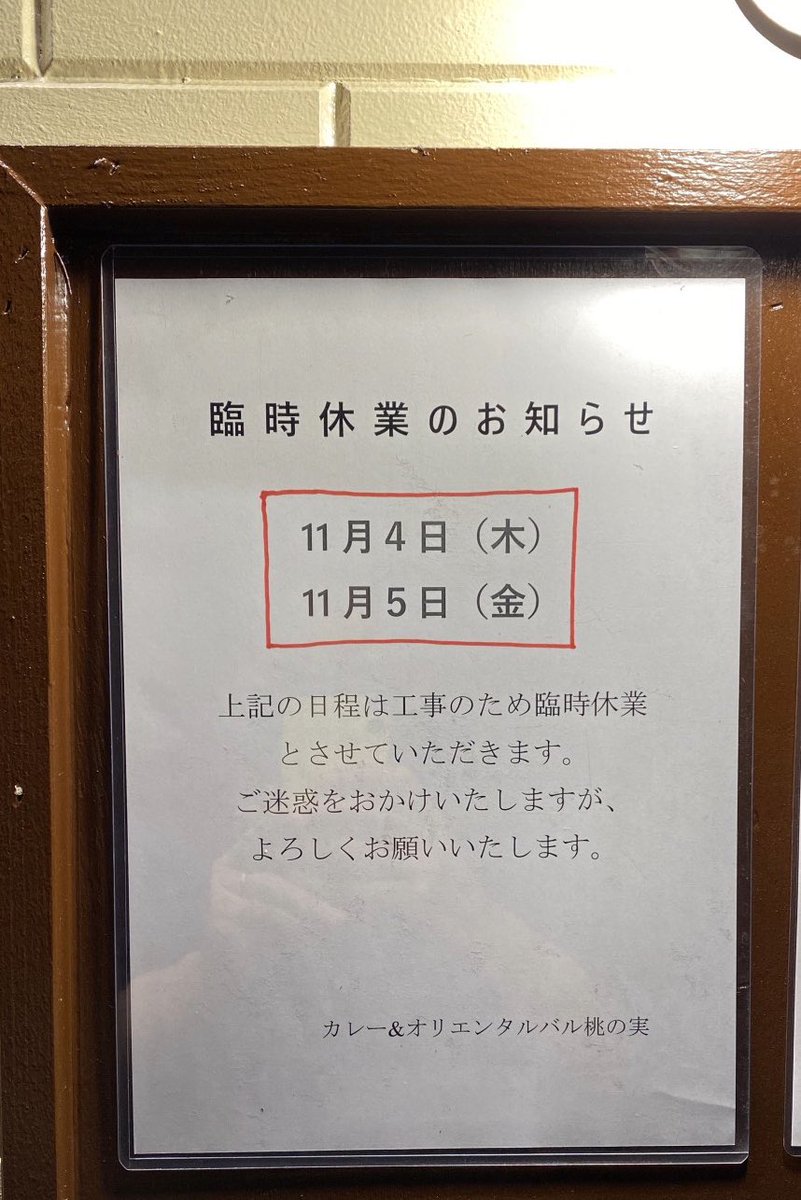 臨時休業のお知らせ
11月4日（木）
11月5日（金）
上記の日程は工事のため臨時休業
とさせていただきます。
ご迷惑をおかけいたしますが、
よろしくお願いいたします。
カレー&オリエンタルバル桃の実